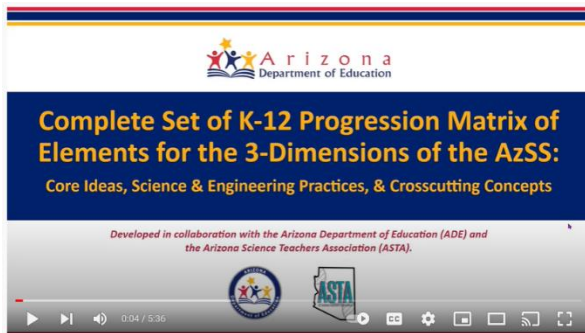 Arizona
Department of Education
Complete Set of K-12 Progression Matrix of
Elements for the 3-Dimensions of the AzSS:
Core Ideas, Science & Engineering Practices, & Crosscutting Concepts
Developed in collaboration with the Arizona Department of Education (ADE) and
the Arizona Science Teachers Association (ASTA).
ARIZONA
ASTA
0:04 / 5:36
CC